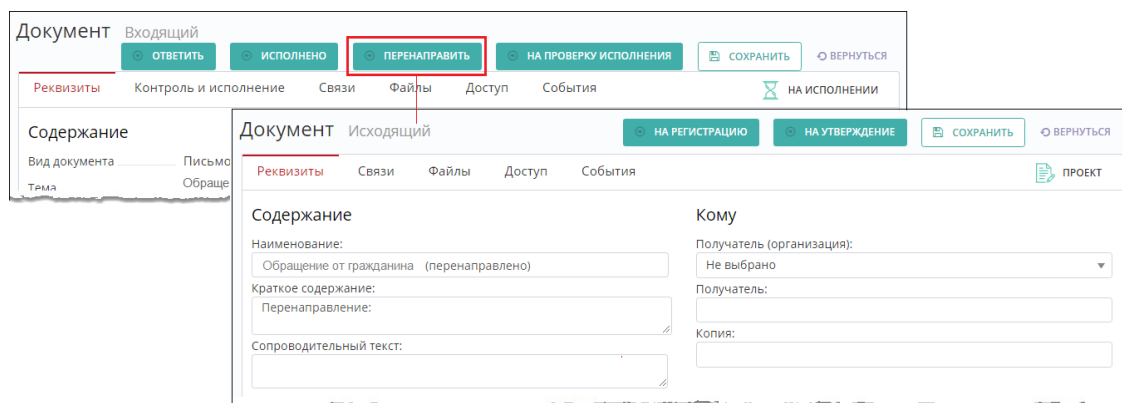 Документ Входящий
ОТВЕТИТЬ ИСПОЛНЕНО ПЕРЕНАПРАВИТЬ НА ПРОВЕРКУ ИСПОЛНЕНИЯ СОХРАНИТЬ ВЕРНУТЬСЯ
Реквизиты Контроль и исполнение Связи Файлы Доступ События НА ИСПОЛНЕНИИ
Содержание
Вид документа Письмо
Тема Обраще
Документ Исходящий НА РЕГИСТРАЦИЮ НА УТВЕРЖДЕНИЕ СОХРАНИТЬ ВЕРНУТЬСЯ
Реквизиты Связи Файлы Доступ События ПРОЕКТ
Содержание Кому
Наименование: Получатель (организация):
Обращение от гражданина (перенаправлено) Не выбрано
Краткое содержание: Получатель:
Перенаправление:
Копия:
Сопроводительный текст: